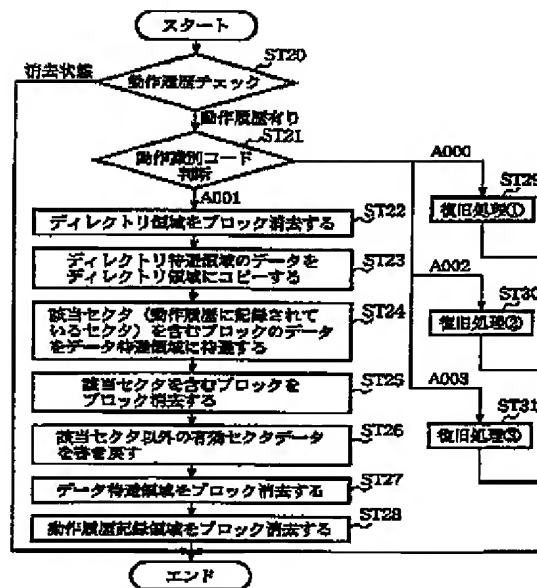 スタート
ST20
消去状態
動作履歴チェック
動作履歴有り
ST21
動作識別コード
判断
A000
A001
ST29
復旧処理①
ST22
ディレクトリ領域をブロック消去する
ST23
ディレクトリ待避領域のデータを
ディレクトリ領域にコピーする
A002
ST30
復旧処理②
ST24
該当セクタ(動作履歴に記録されて
いるセクタ)を含むブロックのデータ
をデータ待避領域に待避する
A003
ST31
復旧処理③
ST25
該当セクタを含むブロックを
ブロック消去する
ST26
該当セクタ以外の有効セクタデータ
を書き戻す
ST27
データ待避領域をブロック消去する
ST28
動作履歴記録領域をブロック消去する
エンド